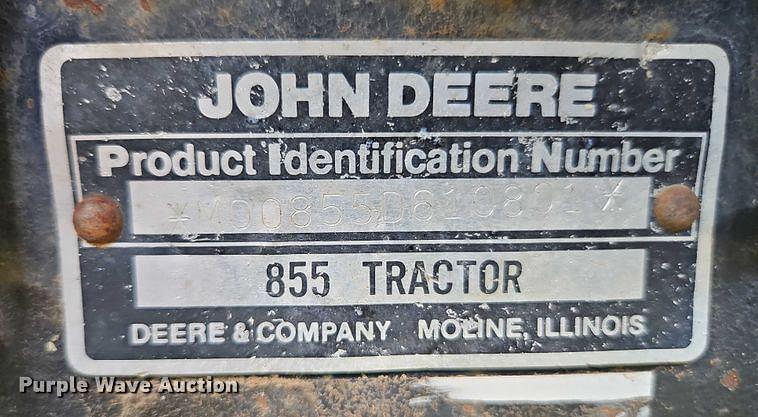 JOHN DEERE
Product Identification Number
855 TRACTOR
DEERE & COMPANY MOLINE, ILLINOIS
Purple Wave Auction